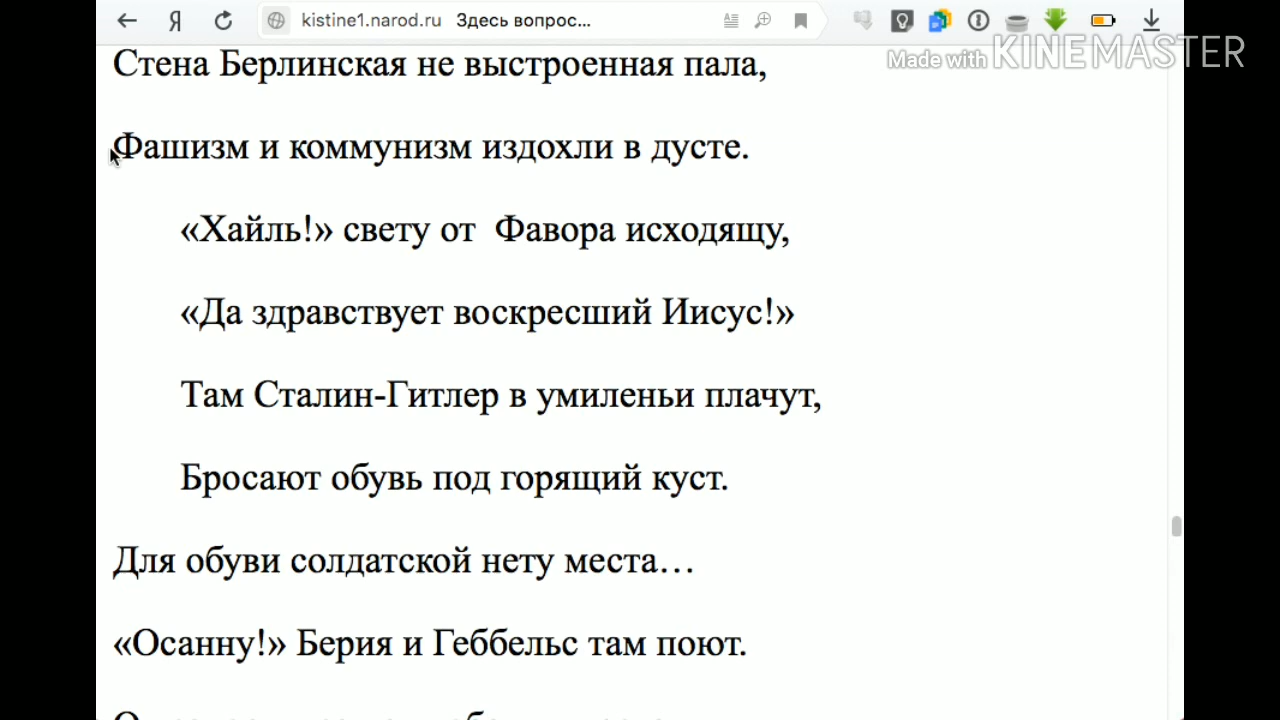 kistine1.narod.ru Здесь вопрос...
Made with KINEMASTER
Стена Берлинская не выстроенная пала,
Фашизм и коммунизм издохли в дусте.
«Хайль!» свету от Фавора исходящу,
«Да здравствует воскресший Иисус!»
Там Сталин-Гитлер в умиленьи плачут,
Бросают обувь под горящий куст.
Для обуви солдатской нету места…
«Осанну!» Берия и Геббельс там поют.